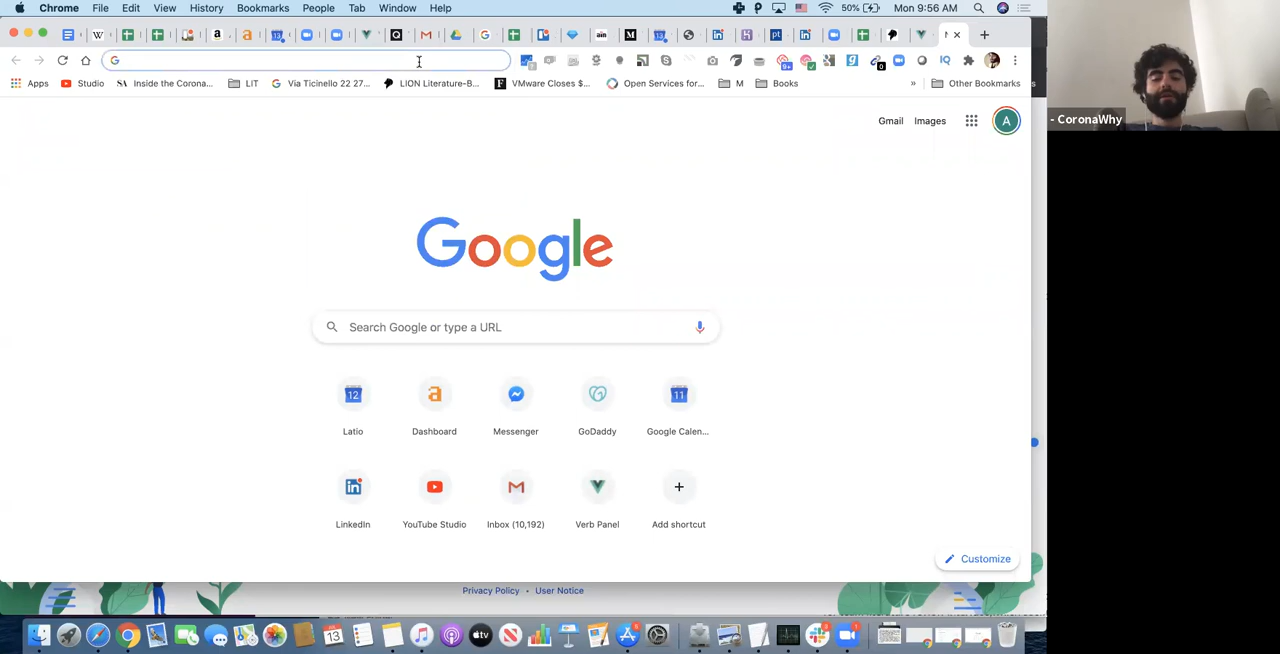 Chrome File Edit View History Bookmarks People Tab Window Help 50% Mon 9:56 AM
Apps Studio Inside the Corona... LIT Via Ticinello 22 27... LION Literature-B... VMware Closes $... Open Services for... M Books » Other Bookmarks
Gmail Images A
- CoronaWhy
Google
Search Google or type a URL
Latio Dashboard Messenger GoDaddy Google Calen...
LinkedIn YouTube Studio Inbox (10,192) Verb Panel Add shortcut
Customize
Privacy Policy • User Notice